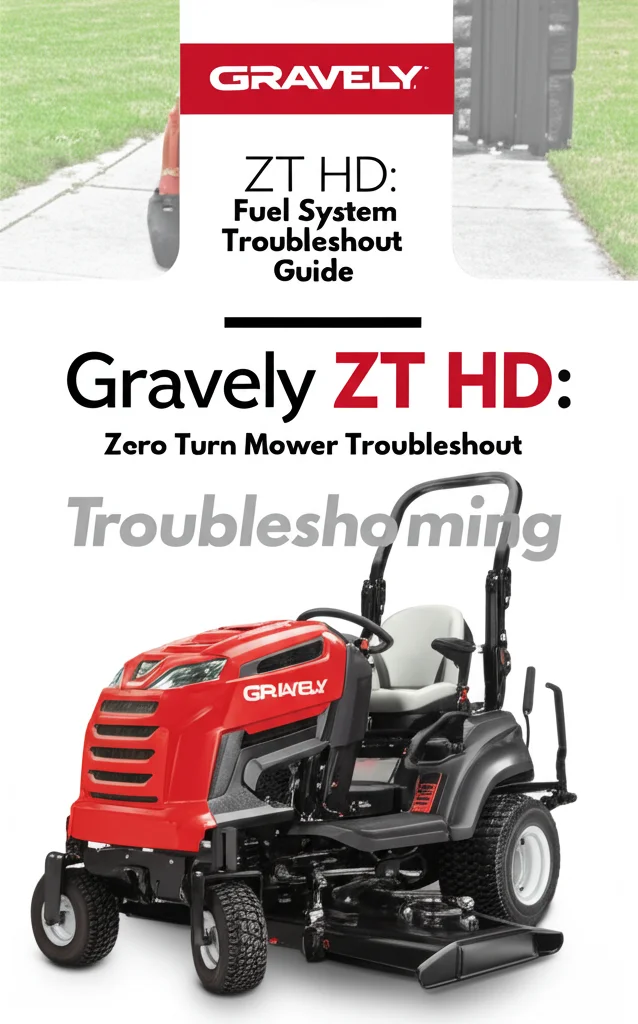 GRAVELY
ZT HD:
Fuel System
Troubleshout
Guide
Gravely ZT HD:
Zero Turn Mower Troubleshout
Troubleshoming
GRAVELY